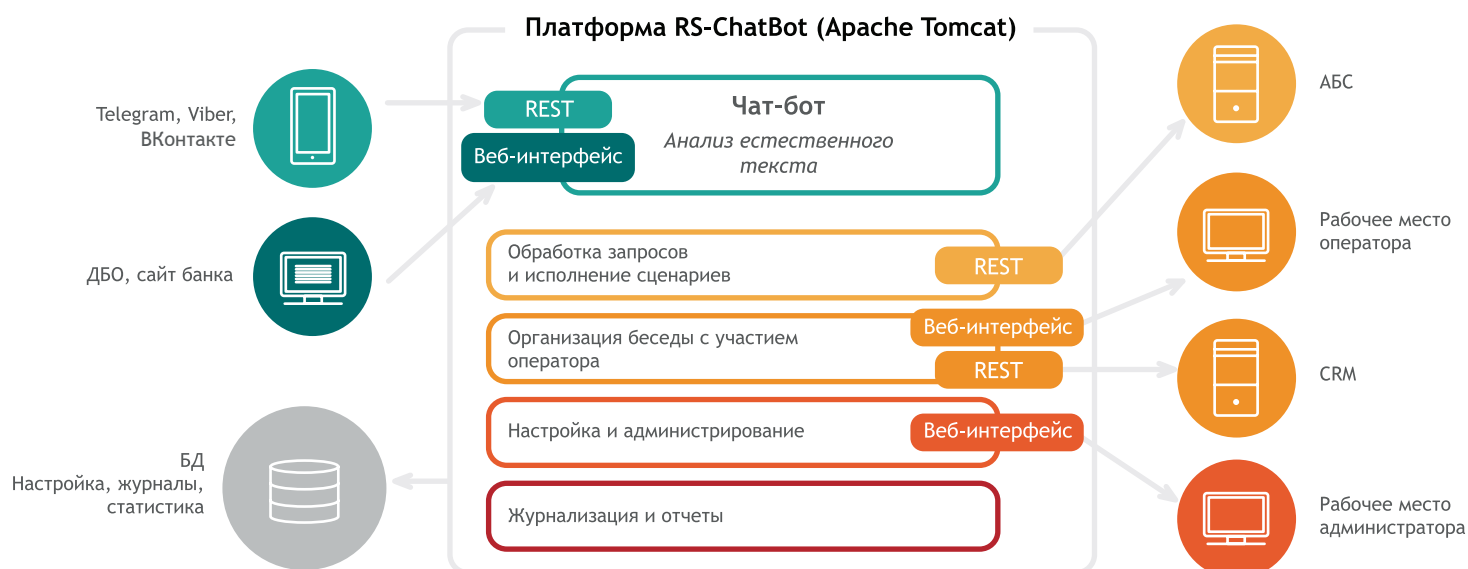 Платформа RS-ChatBot (Apache Tomcat)
Telegram, Viber,
ВКонтакте
ДБО, сайт банка
БД
Настройка, журналы,
статистика
REST
Веб-интерфейс
Чат-бот
Анализ естественного
текста
Обработка запросов
и исполнение сценариев
REST
Организация беседы с участием
оператора
Веб-интерфейс
REST
Настройка и администрирование
Веб-интерфейс
Журнализация и отчеты
АБС
Рабочее место
оператора
CRM
Рабочее место
администратора